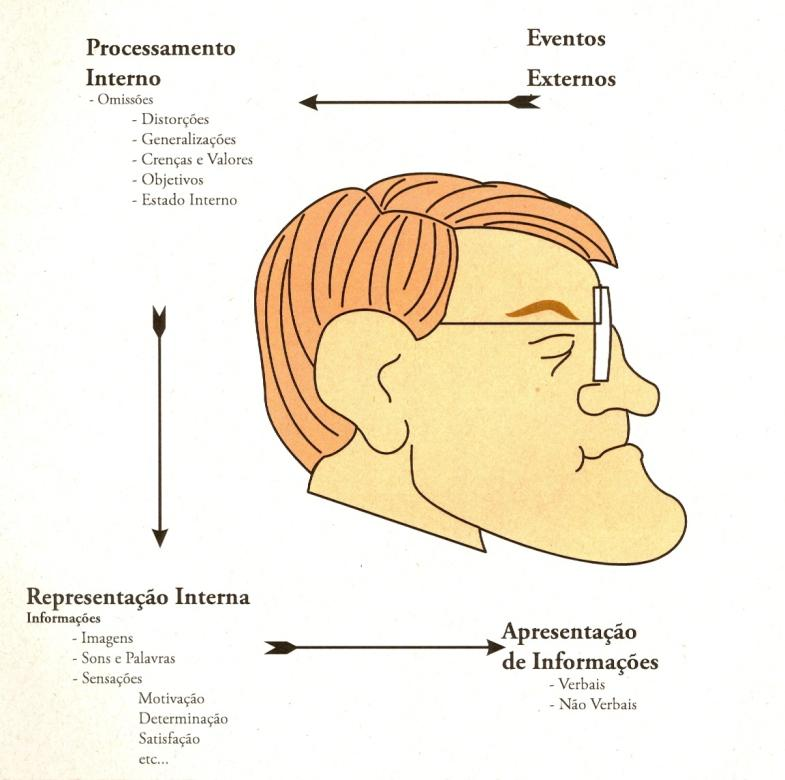 Processamento
Interno
- Omissões
- Distorções
- Generalizações
- Crenças e Valores
- Objetivos
- Estado Interno
Eventos
Externos
Representação Interna
Informações
- Imagens
- Sons e Palavras
- Sensações
Motivação
Determinação
Satisfação
etc...
Apresentação
de Informações
- Verbais
- Não Verbais